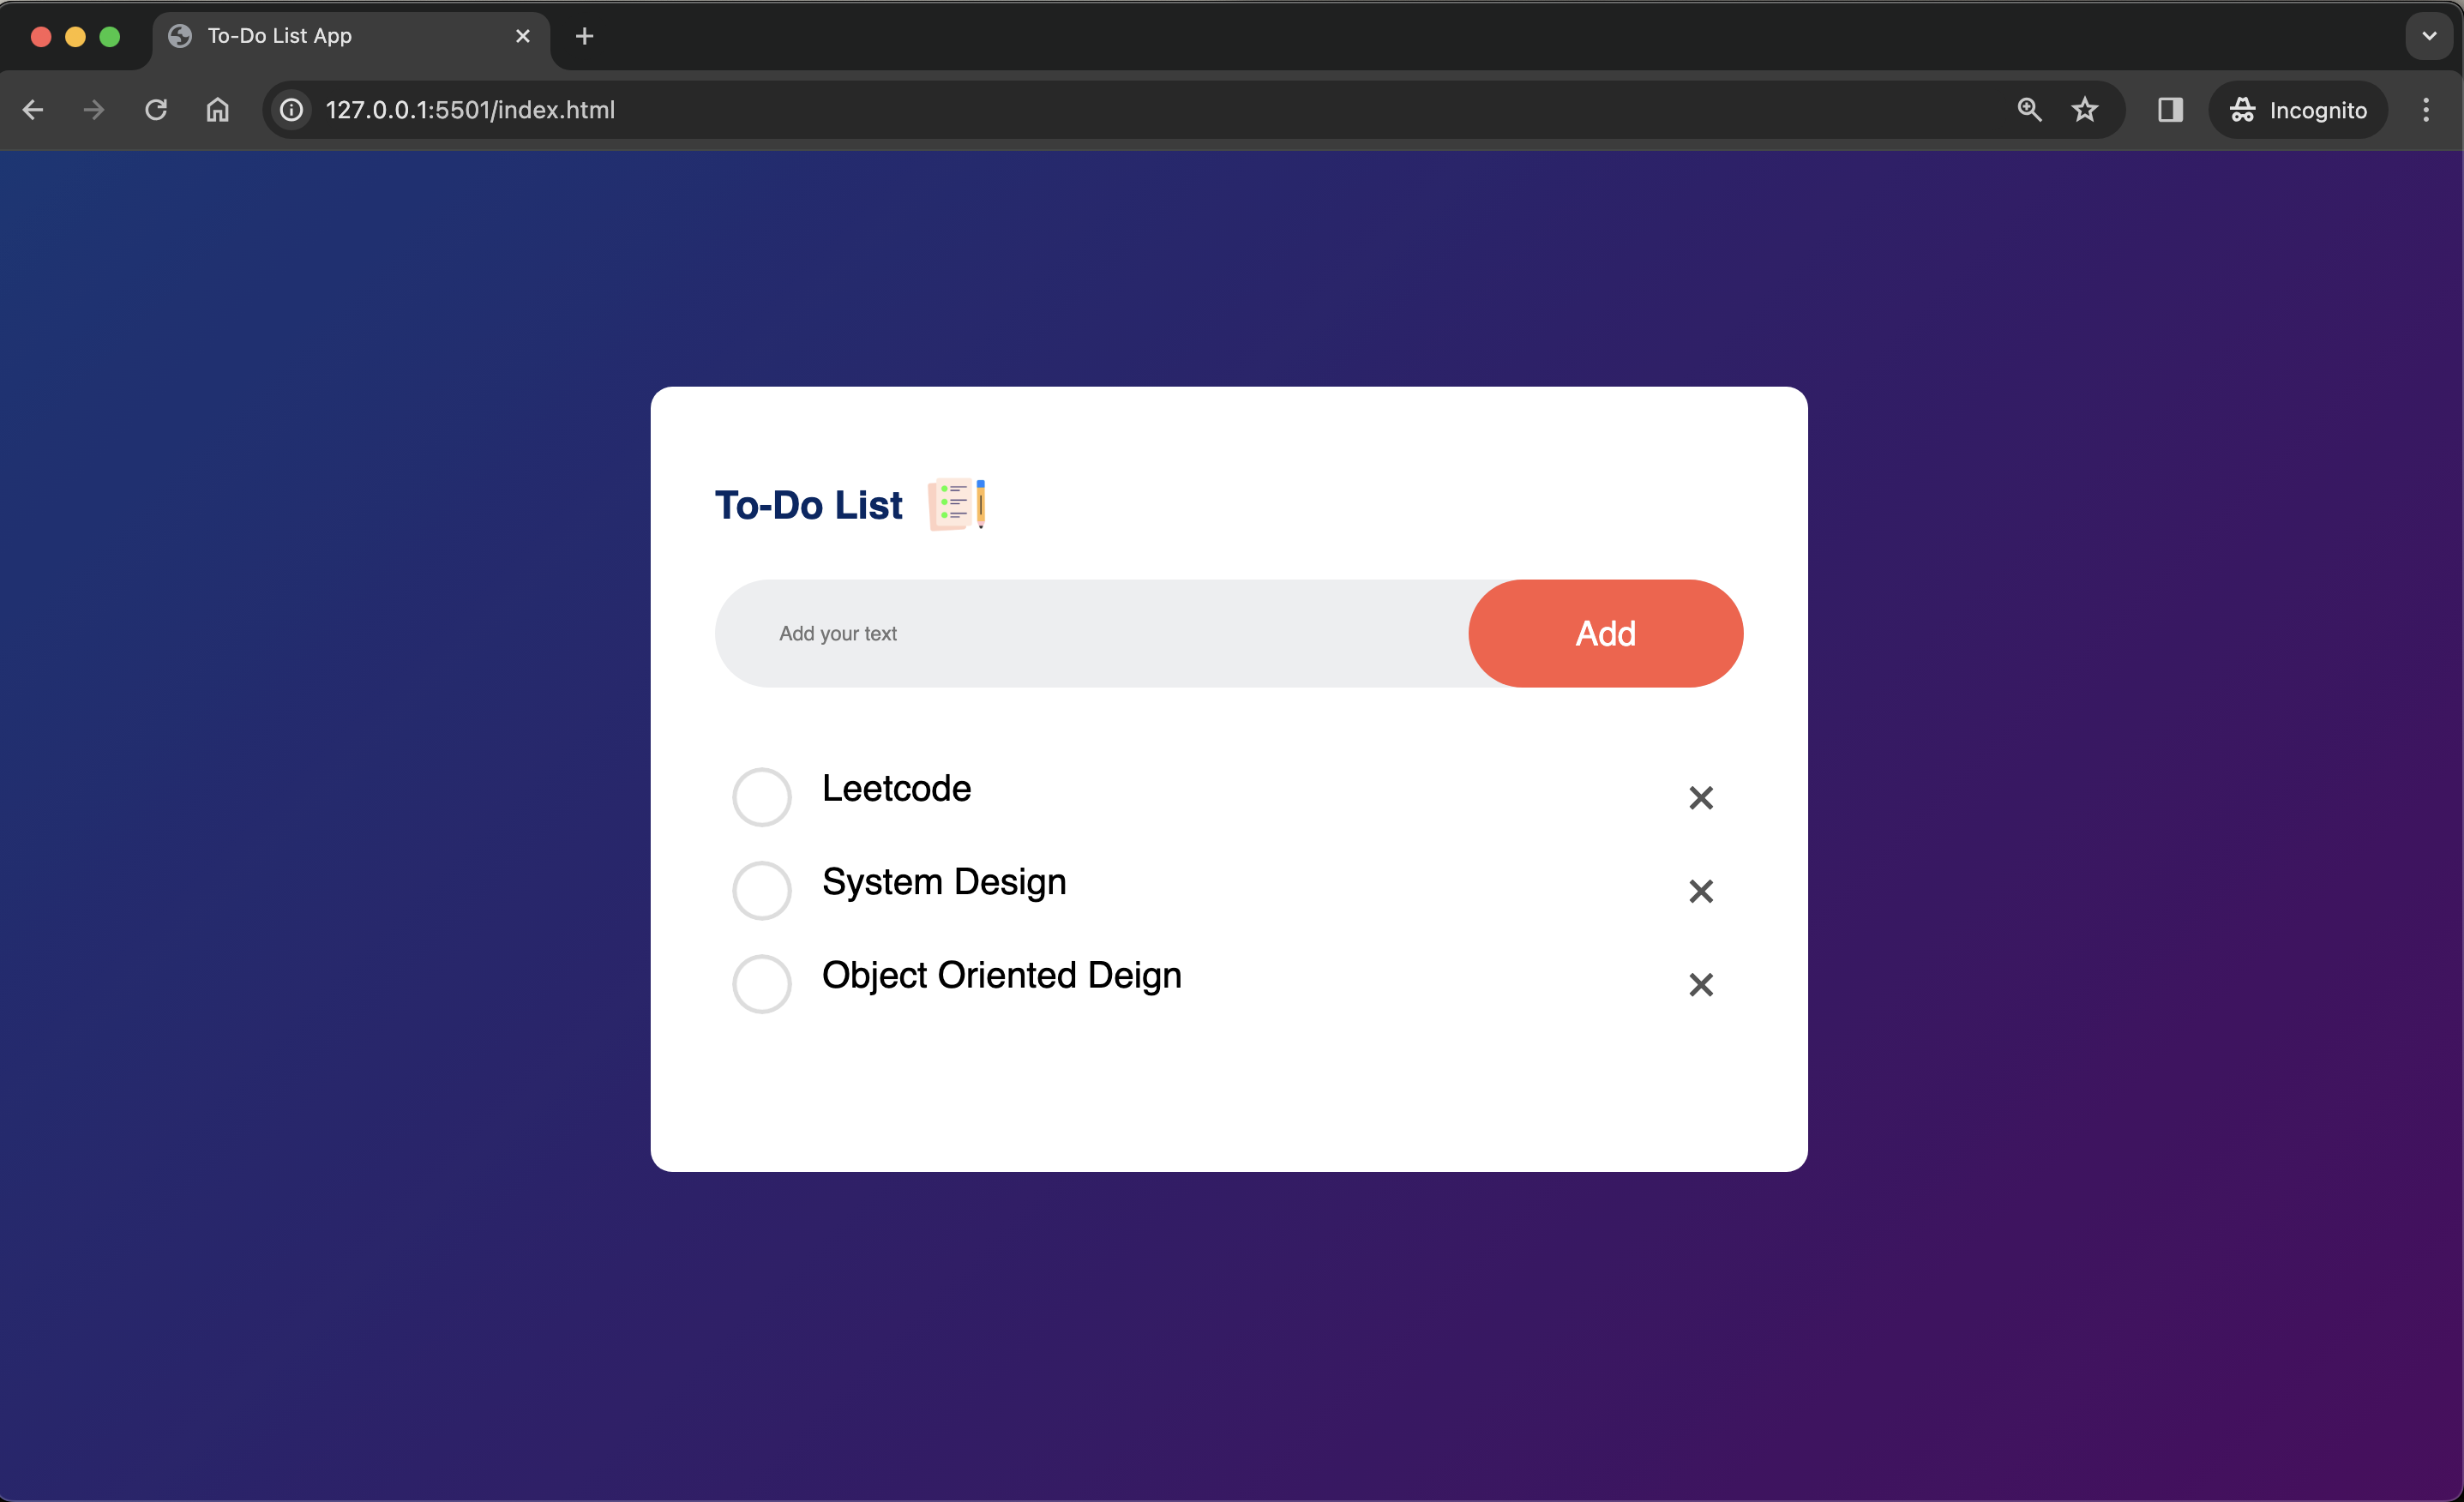 To-Do List App
127.0.0.1:5501/index.html
Incognito
To-Do List
Add your text
Add
Leetcode
System Design
Object Oriented Deign